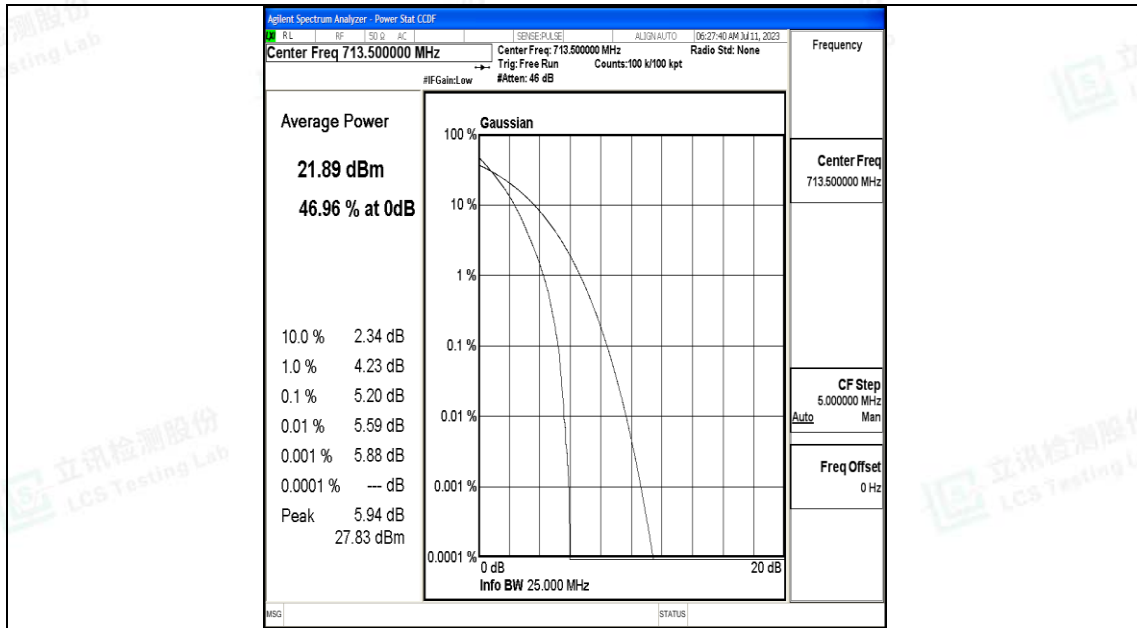 Agilent Spectrum Analyzer - Power Stat CCDF
RL RF 50 Ω AC SENSE:PULSE ALIGNAUTO 06:27:40 AM Jul 11, 2023
Center Freq 713.500000 MHz
Center Freq: 713.500000 MHz Radio Std: None
Trig: Free Run Counts:100 k/100 kpt
#IFGain:Low #Atten: 46 dB
Frequency
Average Power
21.89 dBm
46.96 % at 0dB
10.0 % 2.34 dB
1.0 % 4.23 dB
0.1 % 5.20 dB
0.01 % 5.59 dB
0.001 % 5.88 dB
0.0001 % --- dB
Peak 5.94 dB
27.83 dBm
Gaussian
100 %
10 %
1 %
0.1 %
0.01 %
0.001 %
0.0001 %
0 dB 20 dB
Info BW 25.000 MHz
Center Freq
713.500000 MHz
CF Step
5.000000 MHz
Auto Man
Freq Offset
0 Hz
MSG STATUS
立讯检测股份
LCS Testing Lab